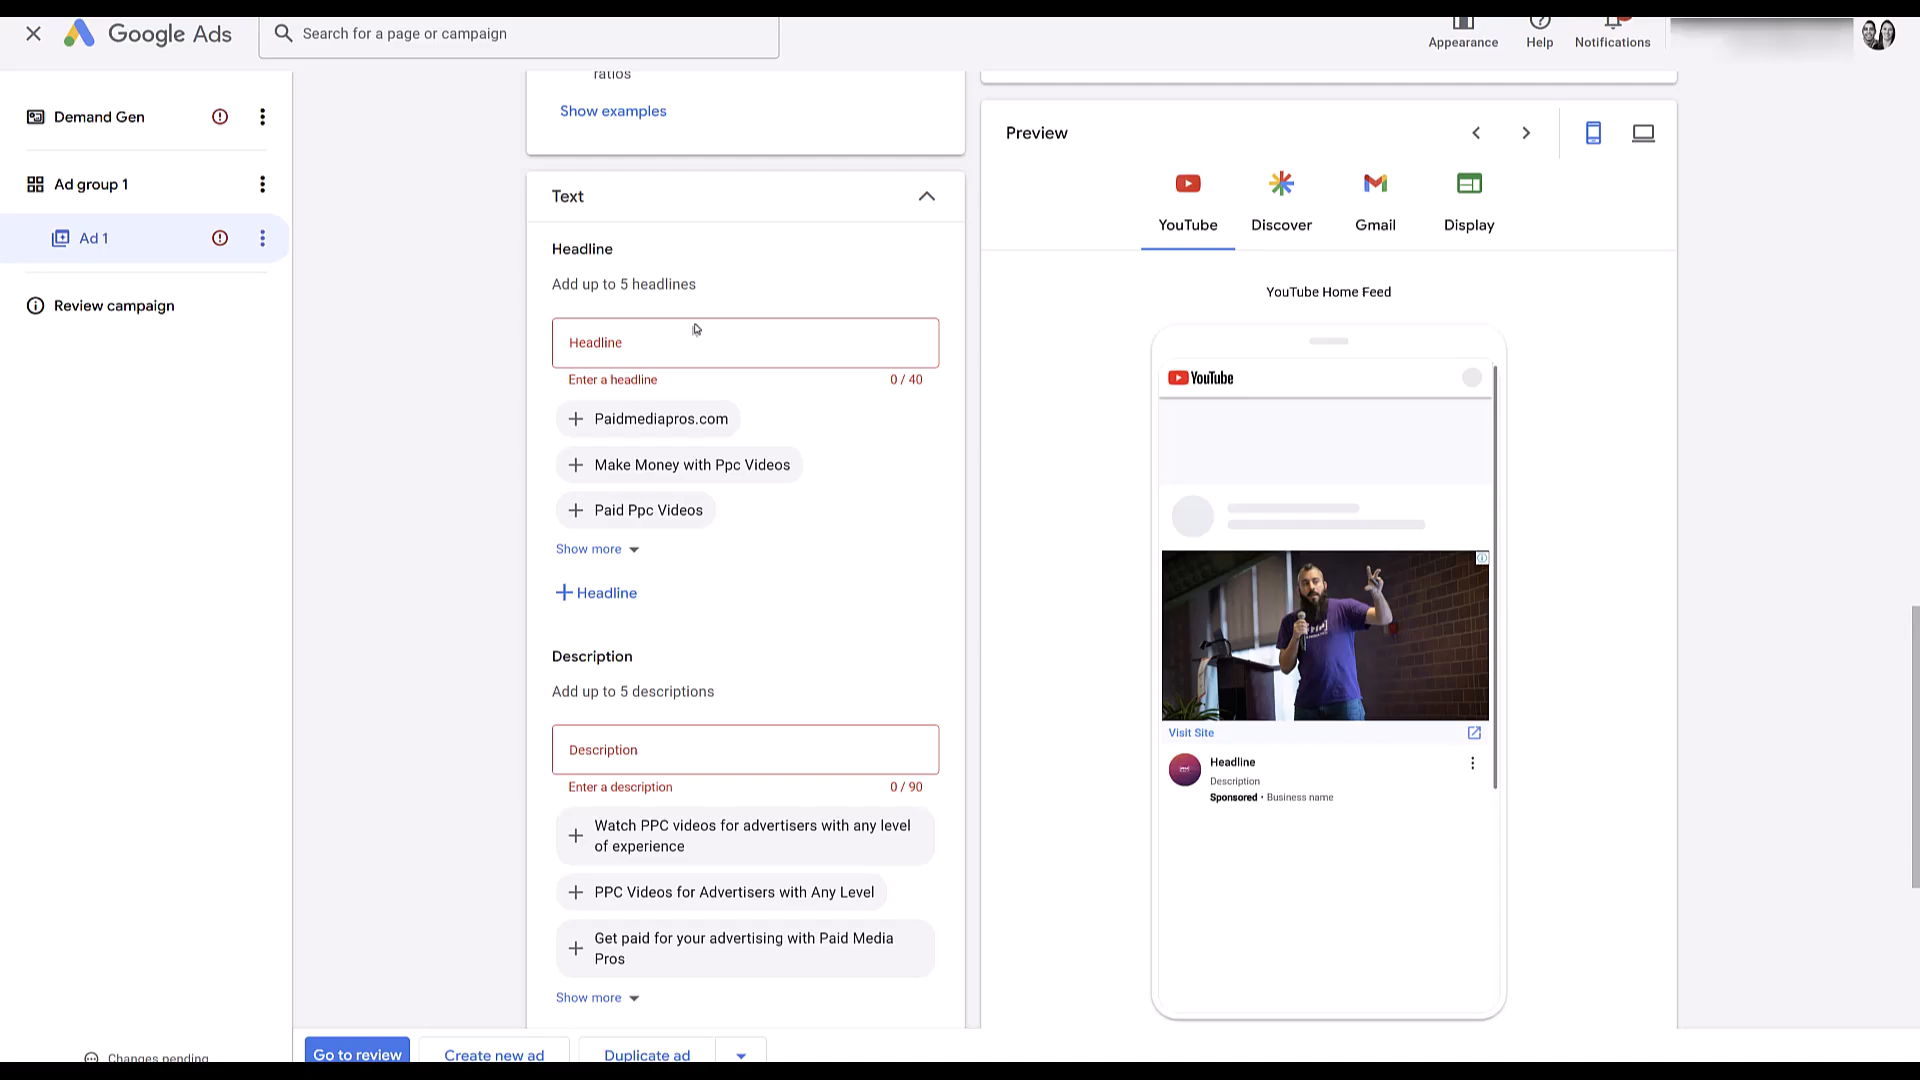 Google Ads
Search for a page or campaign
Appearance
Help
Notifications
Demand Gen
Ad group 1
Ad 1
Review campaign
Changes pending
ratios
Show examples
Text
Headline
Add up to 5 headlines
Headline
Enter a headline
0 / 40
Paidmediapros.com
Make Money with Ppc Videos
Paid Ppc Videos
Show more
Headline
Description
Add up to 5 descriptions
Description
Enter a description
0 / 90
Watch PPC videos for advertisers with any level
of experience
PPC Videos for Advertisers with Any Level
Get paid for your advertising with Paid Media
Pros
Show more
Go to review
Create new ad
Duplicate ad
Preview
YouTube
Discover
Gmail
Display
YouTube Home Feed
YouTube
Visit Site
Headline
Description
Sponsored • Business name